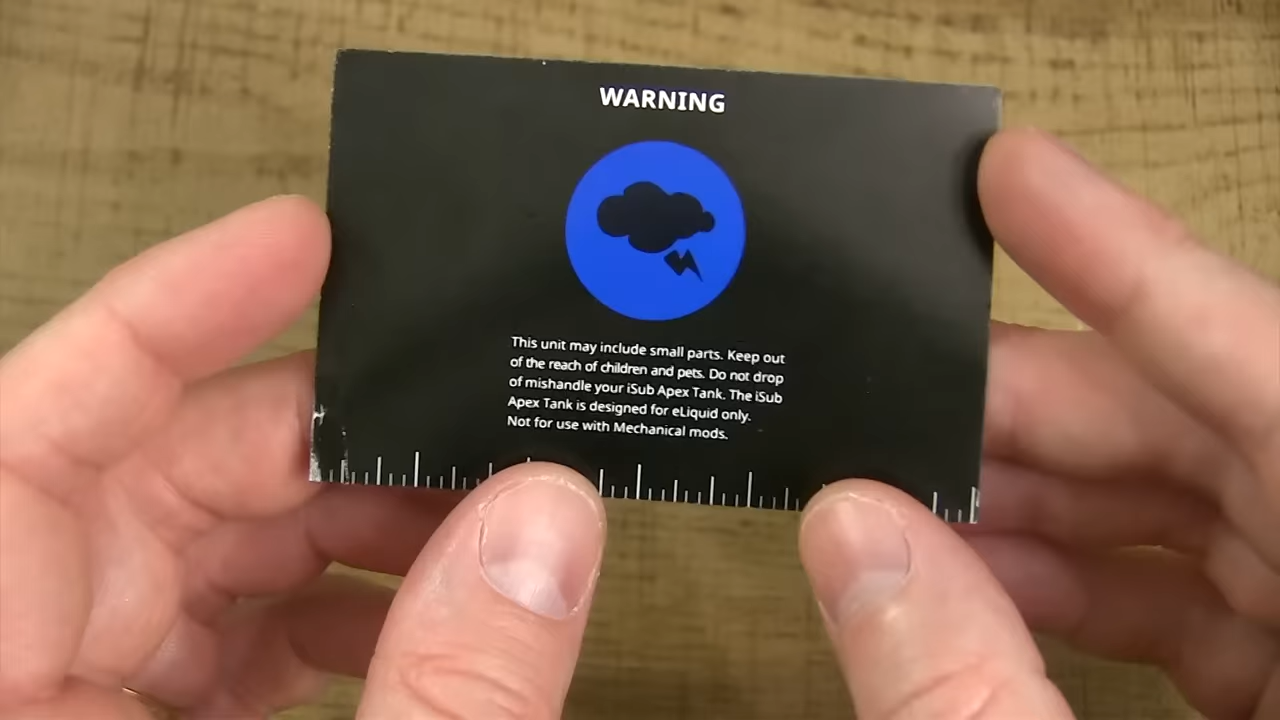 WARNING
This unit may include small parts. Keep out
of the reach of children and pets. Do not drop
of mishandle your iSub Apex Tank. The iSub
Apex Tank is designed for eLiquid only.
Not for use with Mechanical mods.